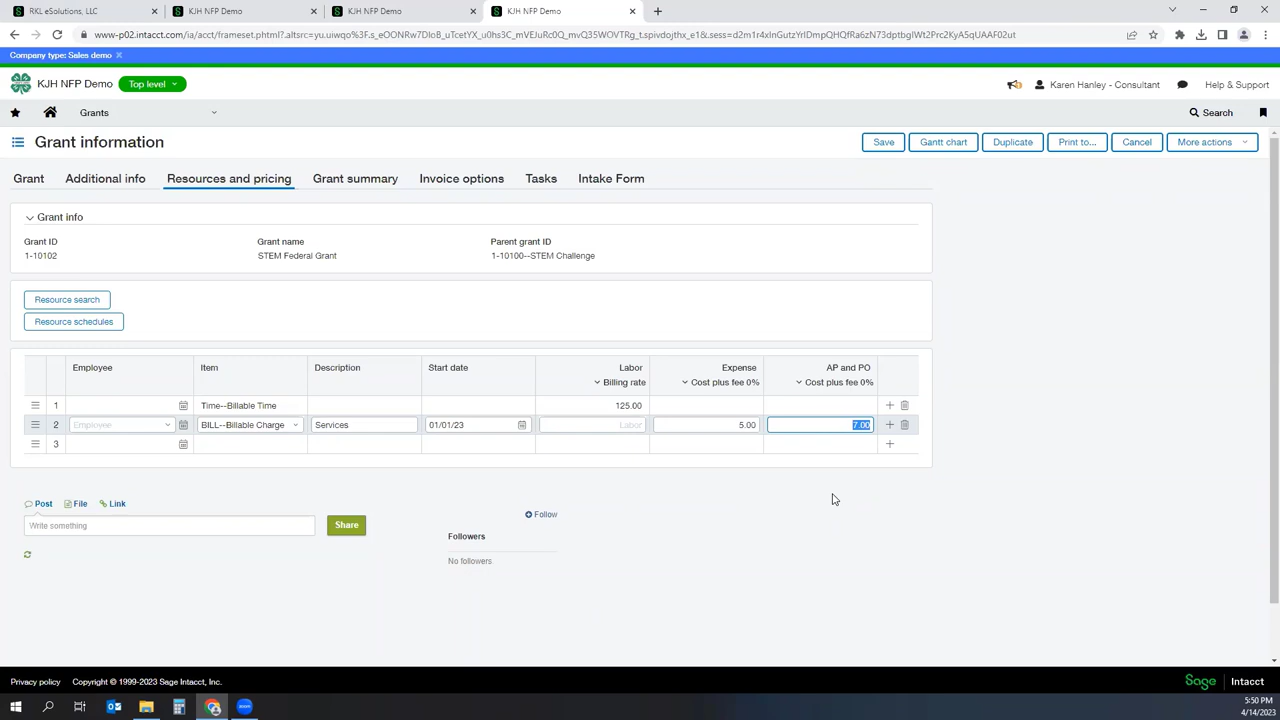 RKL eSolutions, LLC
KJH NFP Demo
KJH NFP Demo
KJH NFP Demo
Company type: Sales demo
KJH NFP Demo
Top level
Karen Hanley - Consultant
Help & Support
Grants
Search
Grant information
Save
Gantt chart
Duplicate
Print to...
Cancel
More actions
Grant
Additional info
Resources and pricing
Grant summary
Invoice options
Tasks
Intake Form
Grant info
Grant ID
Grant name
Parent grant ID
1-10102
STEM Federal Grant
1-10100--STEM Challenge
Resource search
Resource schedules
Employee
Item
Description
Start date
Labor
Expense
AP and PO
Billing rate
Cost plus fee 0%
Cost plus fee 0%
1
Time--Billable Time
125.00
2
Employee
BILL--Billable Charge
Services
01/01/23
Labor
5.00
7.00
3
Post
File
Link
Follow
Write something
Share
Followers
No followers
Privacy policy
Copyright © 1999-2023 Sage Intacct, Inc.
Sage
Intacct
5:50 PM
4/14/2023